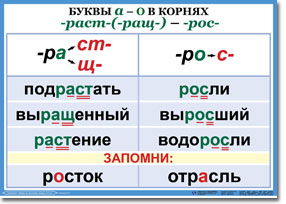 БУКВЫ а – о В КОРНЯХ
-раст-(-ращ-) – -рос-
-ра ст- щ- -ро с-
подрастать росли
выращенный выросший
растение водоросли
ЗАПОМНИ:
росток отрасль